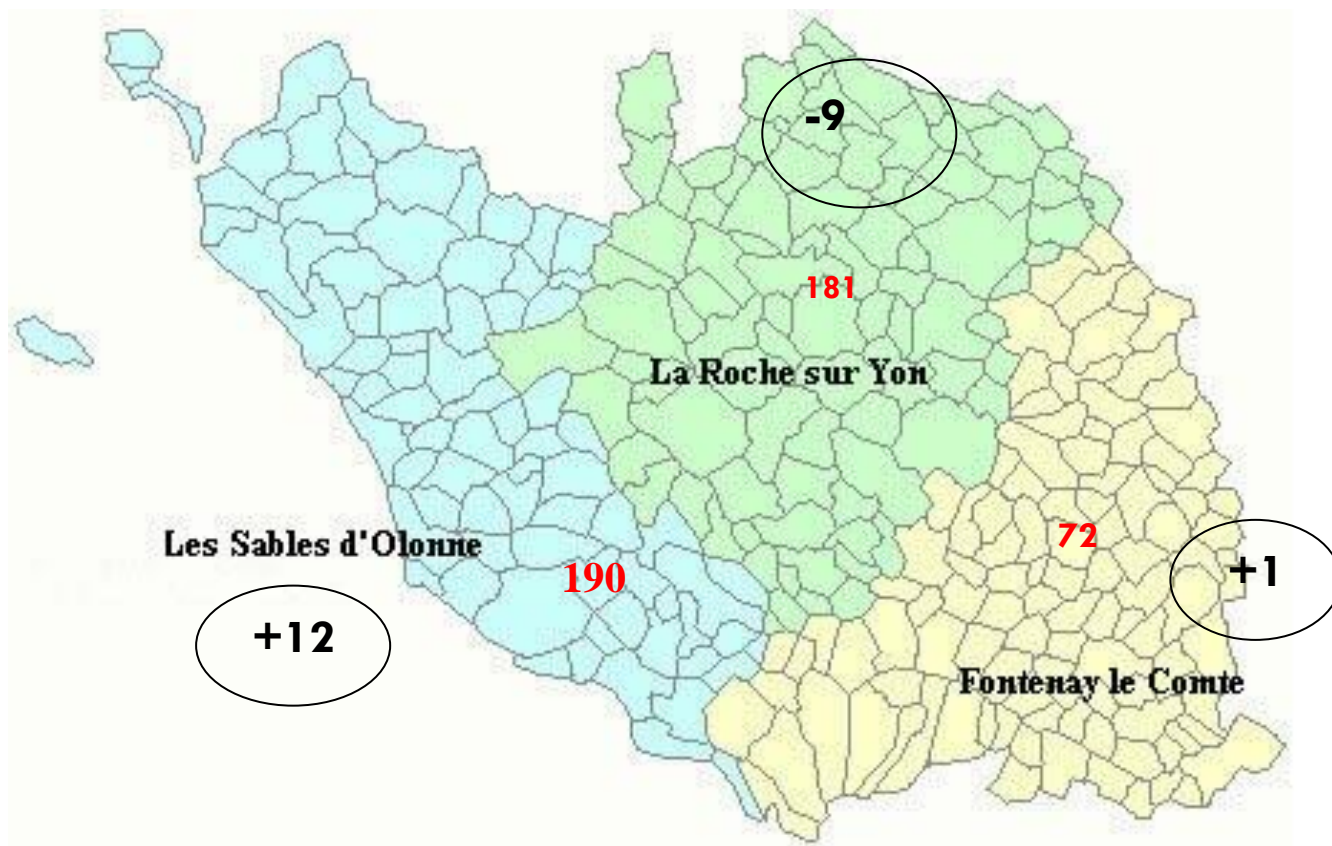 -9
181
La Roche sur Yon
Les Sables d'Olonne
190
72
+1
+12
Fontenay le Comte